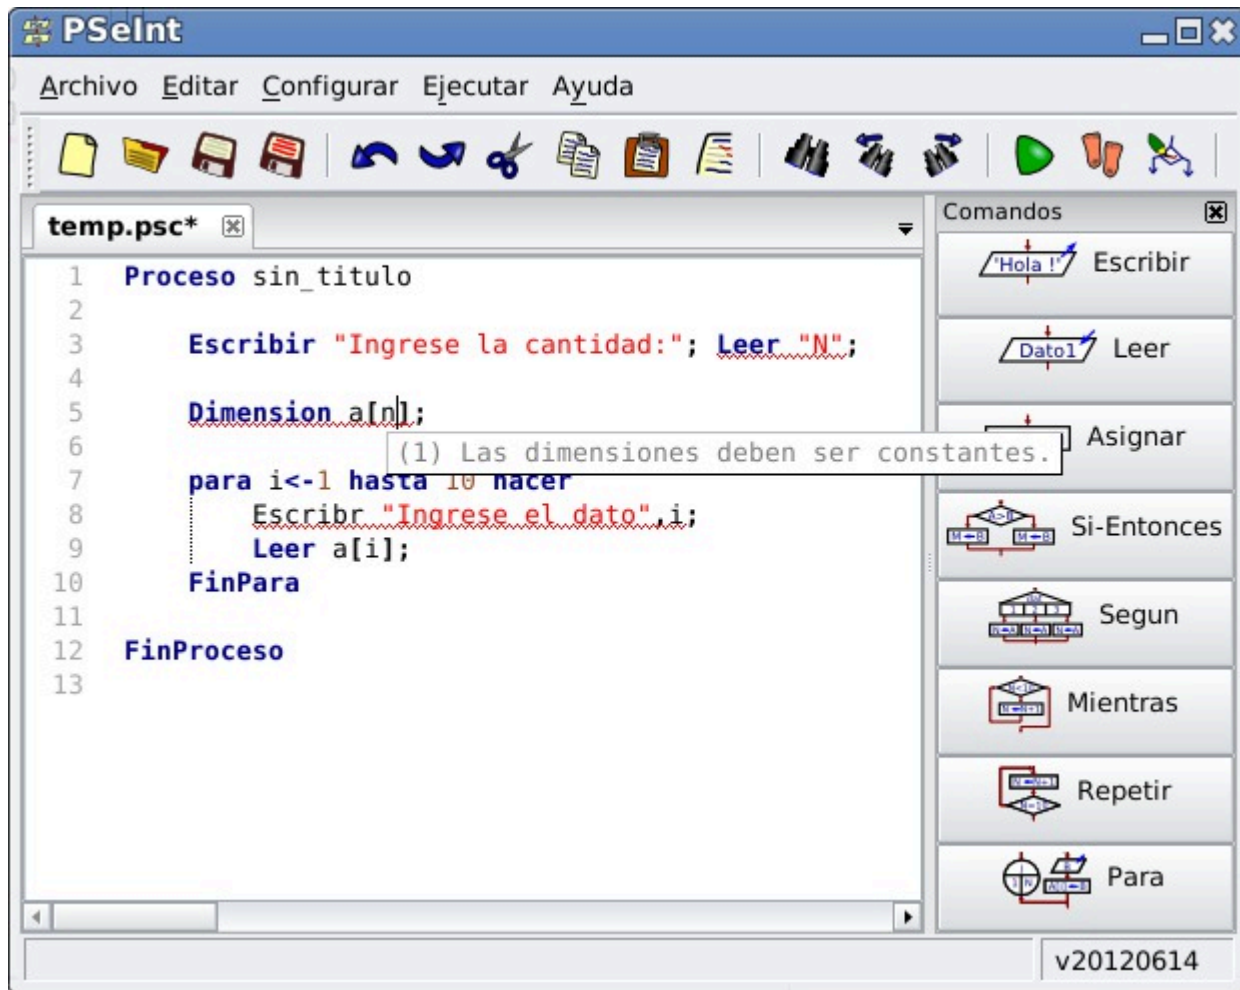 PSeInt
Archivo Editar Configurar Ejecutar Ayuda
temp.psc*
1 Proceso sin_titulo
2
3 Escribir "Ingrese la cantidad:"; Leer "N";
4
5 Dimension a[n];
(1) Las dimensiones deben ser constantes.
6
7 para i<-1 hasta 10 hacer
8 Escribr "Ingrese el dato",i;
9 Leer a[i];
10 FinPara
11
12 FinProceso
13
Comandos
'Hola !' Escribir
Dato1 Leer
Asignar
A>B Si-Entonces
Segun
Mientras
Repetir
Para
v20120614